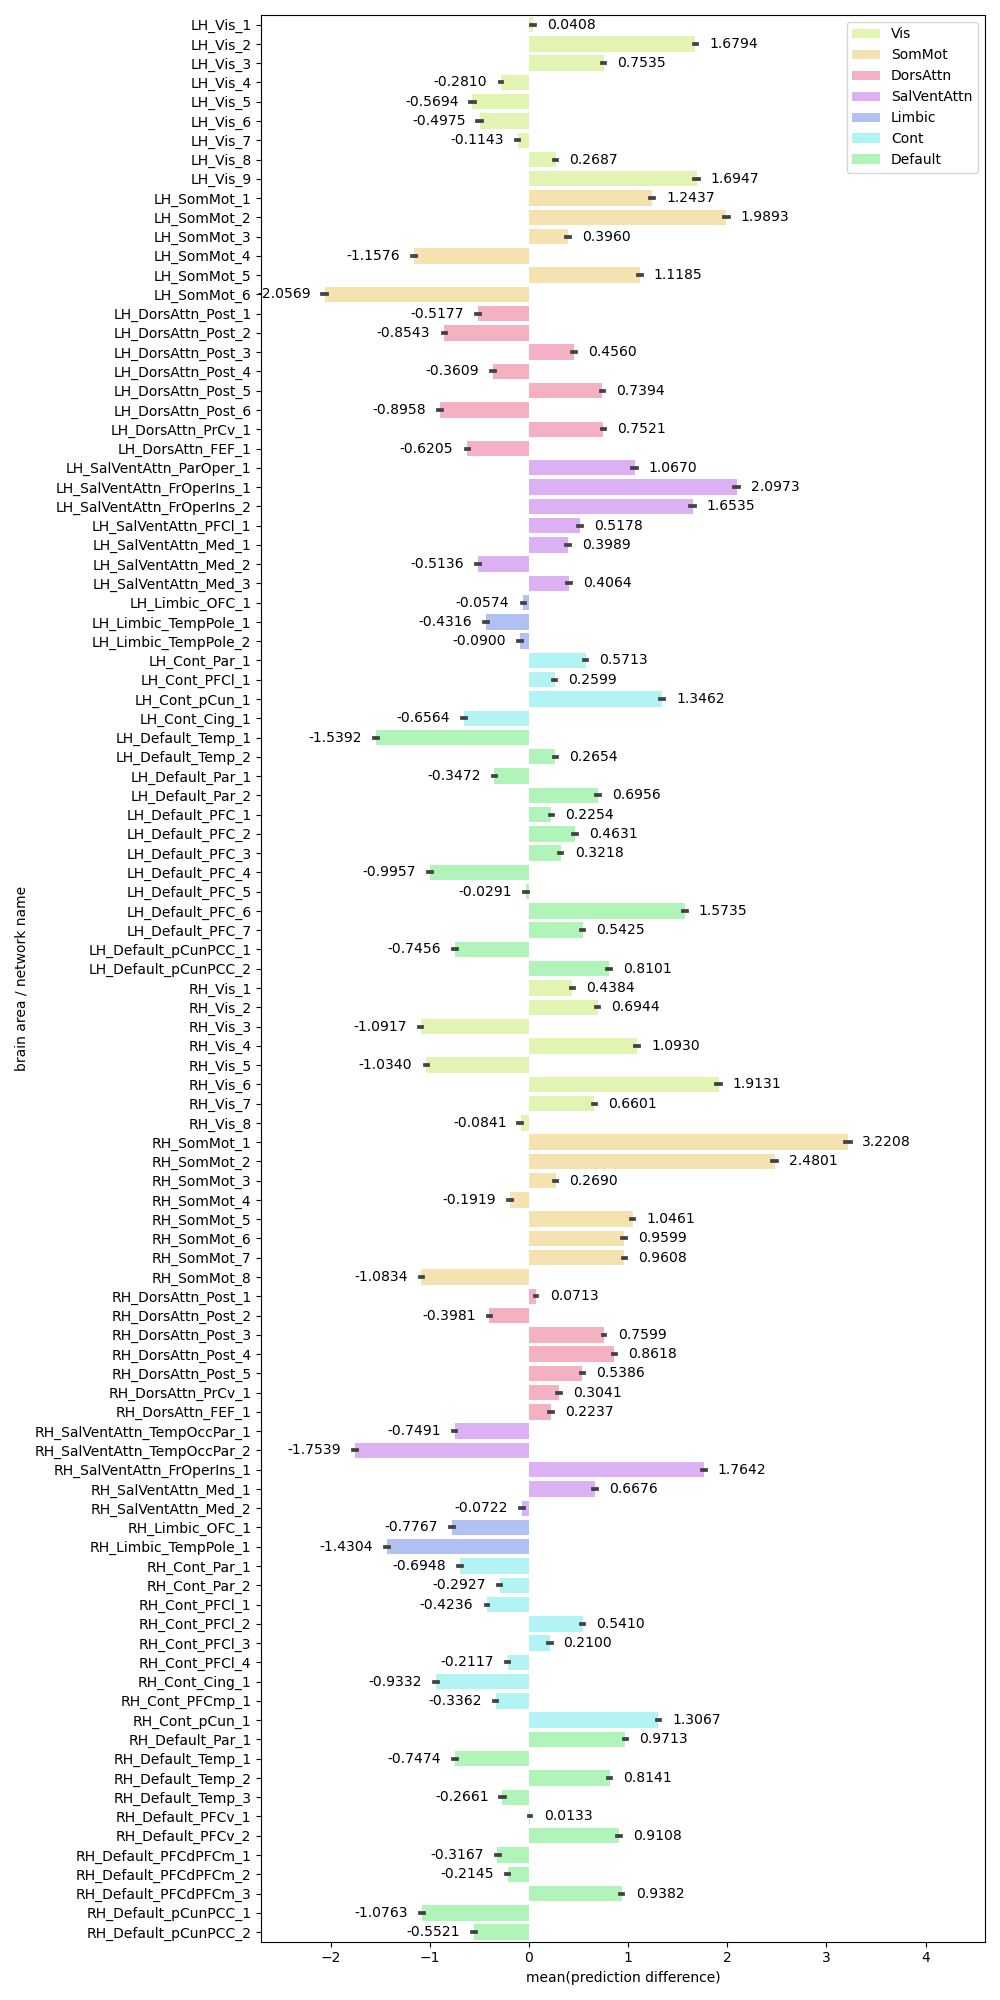 LH_Vis_1 0.0408
LH_Vis_2 1.6794
LH_Vis_3 0.7535
LH_Vis_4 -0.2810
LH_Vis_5 -0.5694
LH_Vis_6 -0.4975
LH_Vis_7 -0.1143
LH_Vis_8 0.2687
LH_Vis_9 1.6947
LH_SomMot_1 1.2437
LH_SomMot_2 1.9893
LH_SomMot_3 0.3960
LH_SomMot_4 -1.1576
LH_SomMot_5 1.1185
LH_SomMot_6 -2.0569
LH_DorsAttn_Post_1 -0.5177
LH_DorsAttn_Post_2 -0.8543
LH_DorsAttn_Post_3 0.4560
LH_DorsAttn_Post_4 -0.3609
LH_DorsAttn_Post_5 0.7394
LH_DorsAttn_Post_6 -0.8958
LH_DorsAttn_PrCv_1 0.7521
LH_DorsAttn_FEF_1 -0.6205
LH_SalVentAttn_ParOper_1 1.0670
LH_SalVentAttn_FrOperIns_1 2.0973
LH_SalVentAttn_FrOperIns_2 1.6535
LH_SalVentAttn_PFCl_1 0.5178
LH_SalVentAttn_Med_1 0.3989
LH_SalVentAttn_Med_2 -0.5136
LH_SalVentAttn_Med_3 0.4064
LH_Limbic_OFC_1 -0.0574
LH_Limbic_TempPole_1 -0.4316
LH_Limbic_TempPole_2 -0.0900
LH_Cont_Par_1 0.5713
LH_Cont_PFCl_1 0.2599
LH_Cont_pCun_1 1.3462
LH_Cont_Cing_1 -0.6564
LH_Default_Temp_1 -1.5392
LH_Default_Temp_2 0.2654
LH_Default_Par_1 -0.3472
LH_Default_Par_2 0.6956
LH_Default_PFC_1 0.2254
LH_Default_PFC_2 0.4631
LH_Default_PFC_3 0.3218
LH_Default_PFC_4 -0.9957
LH_Default_PFC_5 -0.0291
LH_Default_PFC_6 1.5735
LH_Default_PFC_7 0.5425
LH_Default_pCunPCC_1 -0.7456
LH_Default_pCunPCC_2 0.8101
RH_Vis_1 0.4384
RH_Vis_2 0.6944
RH_Vis_3 -1.0917
RH_Vis_4 1.0930
RH_Vis_5 -1.0340
RH_Vis_6 1.9131
RH_Vis_7 0.6601
RH_Vis_8 -0.0841
RH_SomMot_1 3.2208
RH_SomMot_2 2.4801
RH_SomMot_3 0.2690
RH_SomMot_4 -0.1919
RH_SomMot_5 1.0461
RH_SomMot_6 0.9599
RH_SomMot_7 0.9608
RH_SomMot_8 -1.0834
RH_DorsAttn_Post_1 0.0713
RH_DorsAttn_Post_2 -0.3981
RH_DorsAttn_Post_3 0.7599
RH_DorsAttn_Post_4 0.8618
RH_DorsAttn_Post_5 0.5386
RH_DorsAttn_PrCv_1 0.3041
RH_DorsAttn_FEF_1 0.2237
RH_SalVentAttn_TempOccPar_1 -0.7491
RH_SalVentAttn_TempOccPar_2 -1.7539
RH_SalVentAttn_FrOperIns_1 1.7642
RH_SalVentAttn_Med_1 0.6676
RH_SalVentAttn_Med_2 -0.0722
RH_Limbic_OFC_1 -0.7767
RH_Limbic_TempPole_1 -1.4304
RH_Cont_Par_1 -0.6948
RH_Cont_Par_2 -0.2927
RH_Cont_PFCl_1 -0.4236
RH_Cont_PFCl_2 0.5410
RH_Cont_PFCl_3 0.2100
RH_Cont_PFCl_4 -0.2117
RH_Cont_Cing_1 -0.9332
RH_Cont_PFCmp_1 -0.3362
RH_Cont_pCun_1 1.3067
RH_Default_Par_1 0.9713
RH_Default_Temp_1 -0.7474
RH_Default_Temp_2 0.8141
RH_Default_Temp_3 -0.2661
RH_Default_PFCv_1 0.0133
RH_Default_PFCv_2 0.9108
RH_Default_PFCdPFCm_1 -0.3167
RH_Default_PFCdPFCm_2 -0.2145
RH_Default_PFCdPFCm_3 0.9382
RH_Default_pCunPCC_1 -1.0763
RH_Default_pCunPCC_2 -0.5521
−2 −1 0 1 2 3 4
mean(prediction difference)
brain area / network name
Vis
SomMot
DorsAttn
SalVentAttn
Limbic
Cont
Default